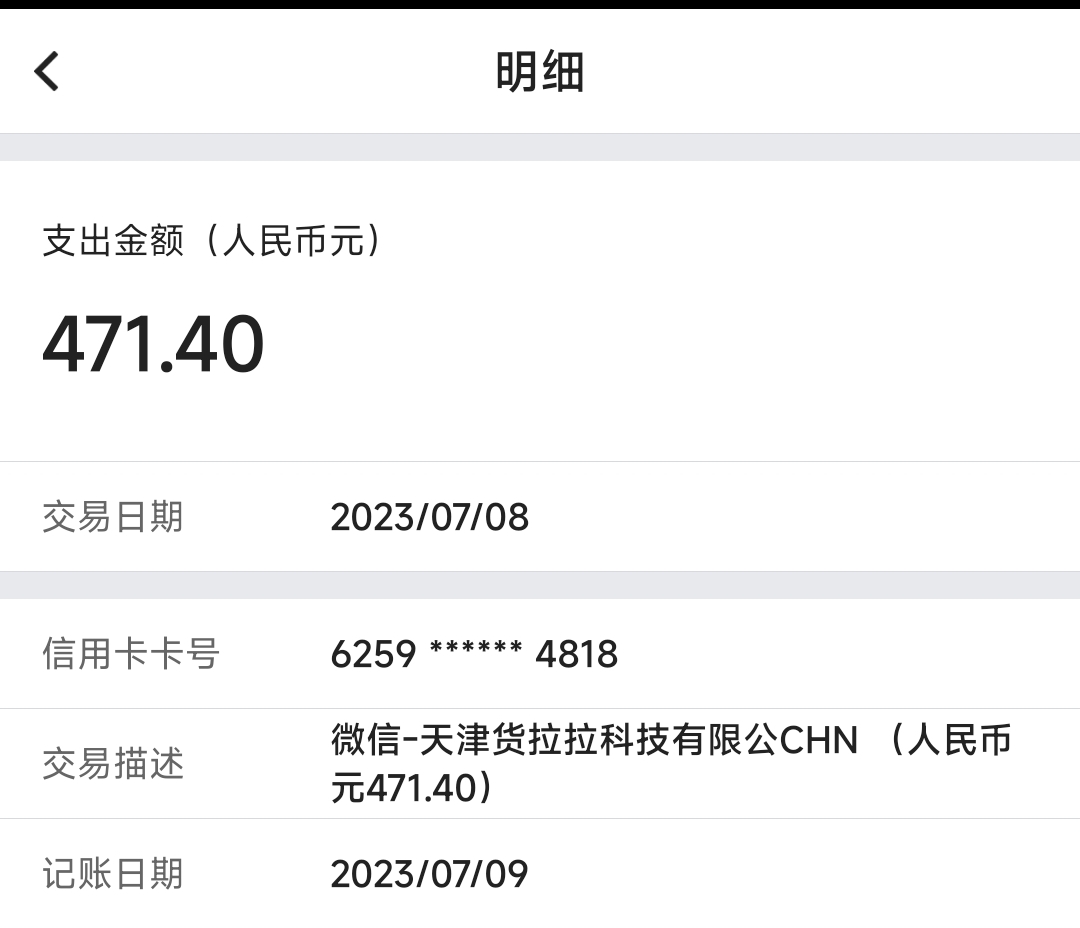 明细
支出金额（人民币元）
471.40
交易日期 2023/07/08
信用卡卡号 6259 ****** 4818
交易描述 微信-天津货拉拉科技有限公CHN （人民币
元471.40）
记账日期 2023/07/09